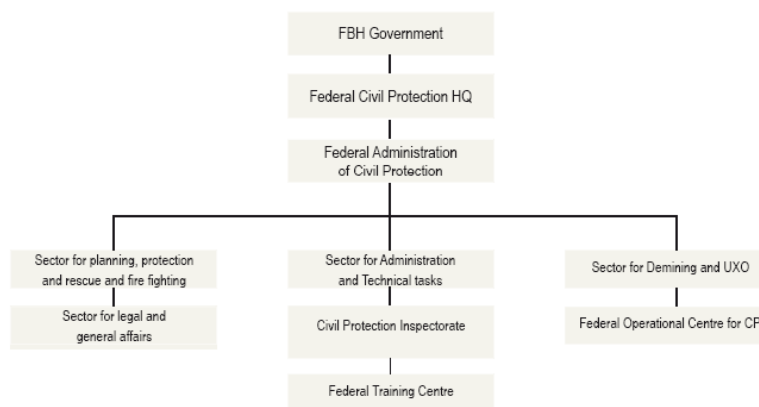 FBH Government
Federal Civil Protection HQ
Federal Administration
of Civil Protection
Sector for planning, protection
and rescue and fire fighting
Sector for Administration
and Technical tasks
Sector for Demining and UXO
Sector for legal and
general affairs
Civil Protection Inspectorate
Federal Operational Centre for CP
Federal Training Centre